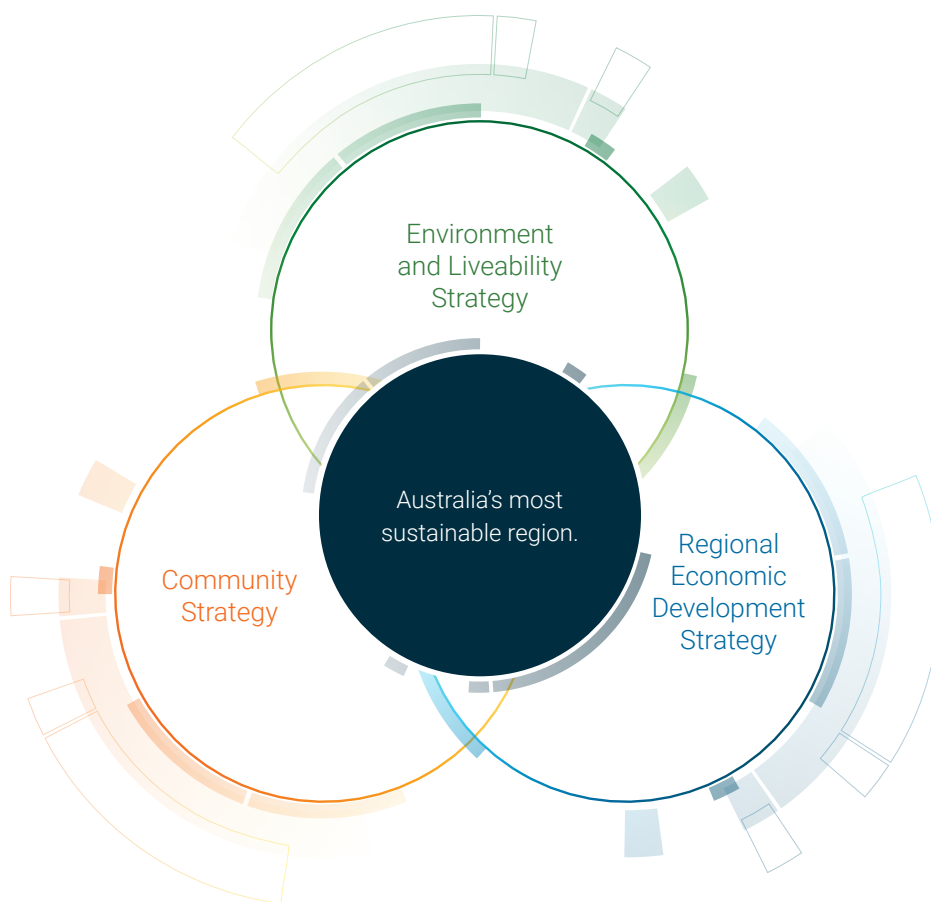 Environment
and Liveability
Strategy
Australia’s most
sustainable region.
Community
Strategy
Regional
Economic
Development
Strategy